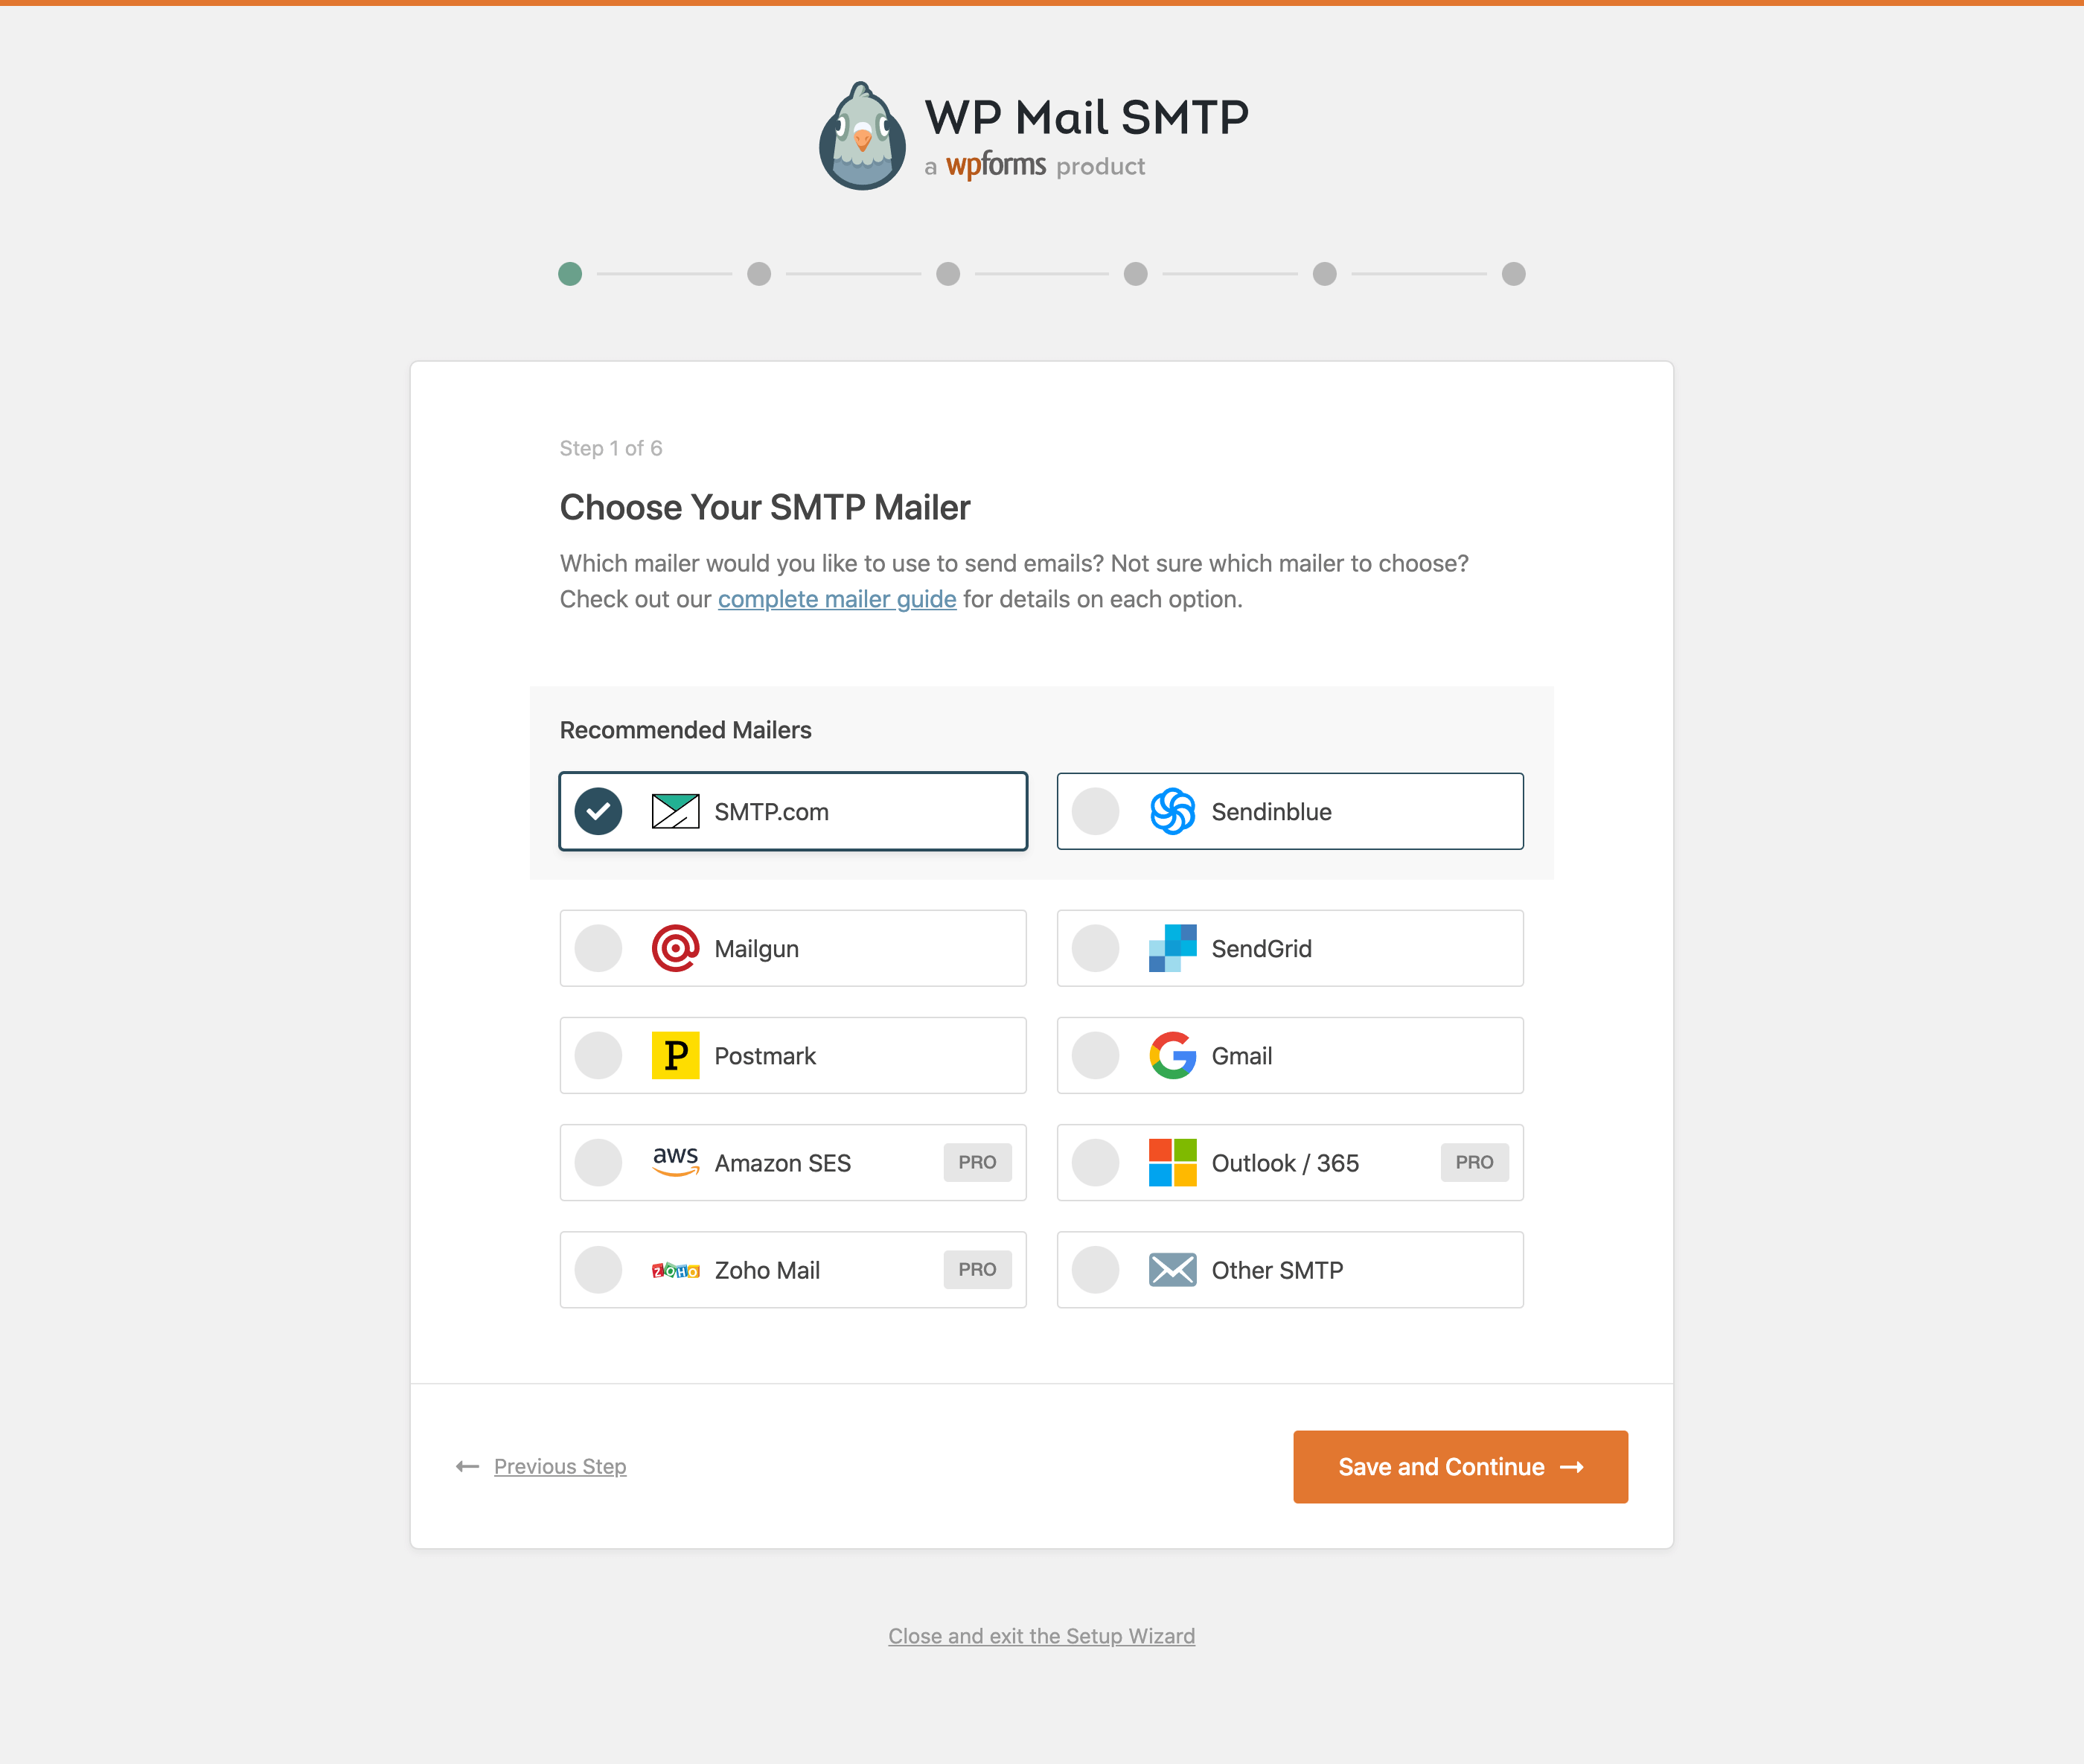 WP Mail SMTP
a wpforms product
Step 1 of 6
Choose Your SMTP Mailer
Which mailer would you like to use to send emails? Not sure which mailer to choose?
Check out our complete mailer guide for details on each option.
Recommended Mailers
SMTP.com
Sendinblue
Mailgun
SendGrid
P Postmark
G Gmail
aws Amazon SES PRO
Outlook / 365 PRO
ZOHO Zoho Mail PRO
Other SMTP
Previous Step
Save and Continue
Close and exit the Setup Wizard